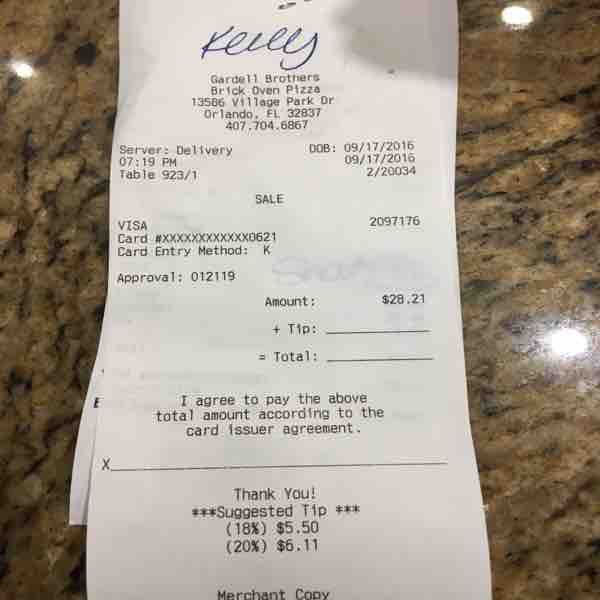 Kelly
Gardell Brothers
Brick Oven Pizza
13586 Village Park Dr
Orlando, FL 32837
407.704.6867
Server: Delivery DOB: 09/17/2016
07:19 PM 09/17/2016
Table 923/1 2/20034
SALE
VISA 2097176
Card #XXXXXXXXXXXX0621
Card Entry Method: K
Approval: 012119
Amount: $28.21
+ Tip:
= Total:
I agree to pay the above
total amount according to the
card issuer agreement.
X
Thank You!
***Suggested Tip ***
(18%) $5.50
(20%) $6.11
Merchant Copy